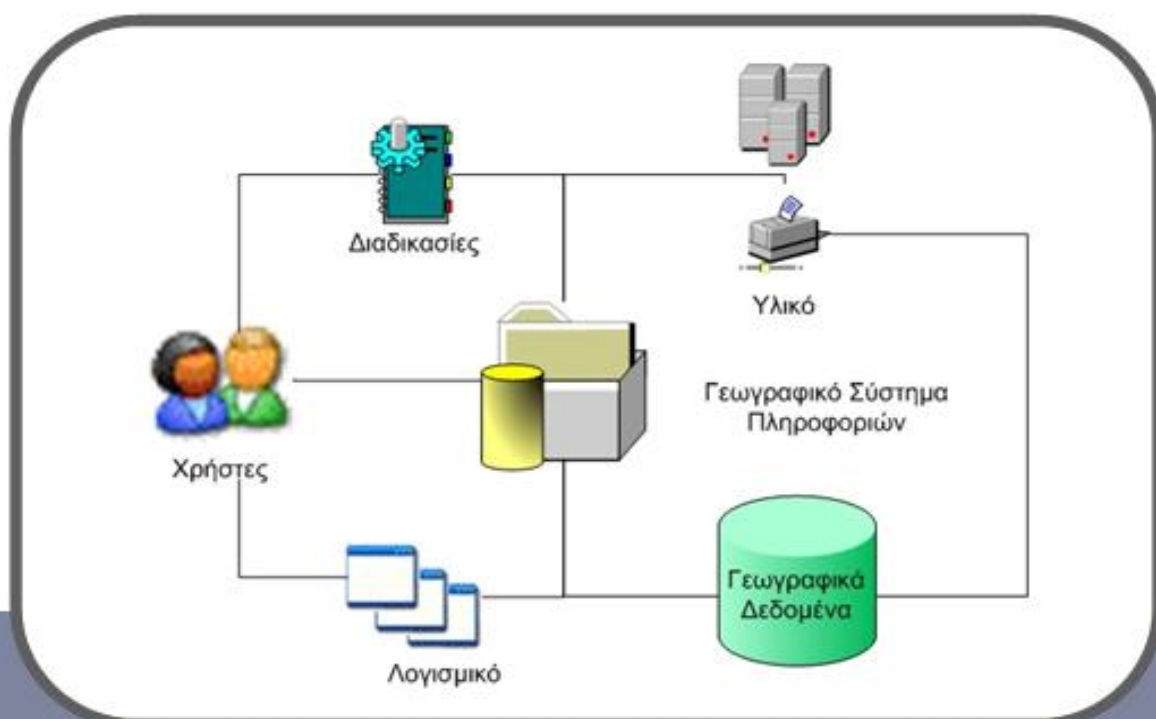 Διαδικασίες
Υλικό
Γεωγραφικό Σύστημα
Πληροφοριών
Χρήστες
Γεωγραφικά
Δεδομένα
Λογισμικό